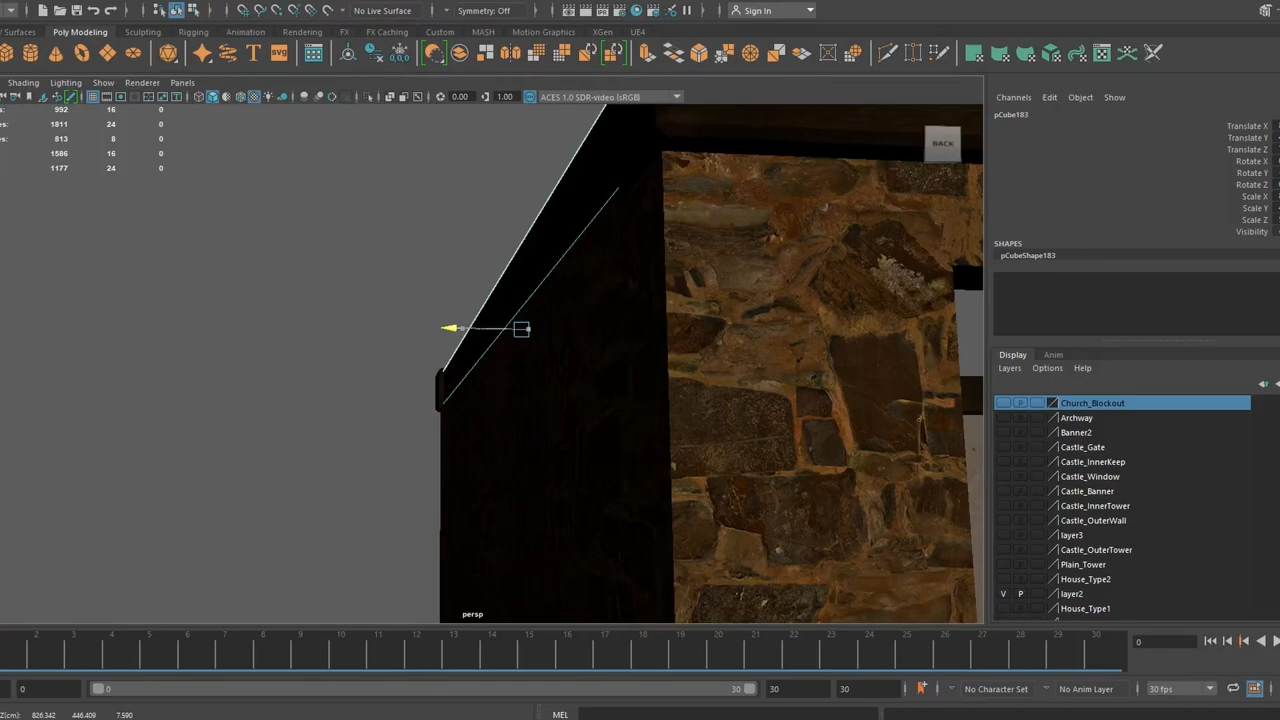 No Live Surface Symmetry: Off Sign In
Surfaces Poly Modeling Sculpting Rigging Animation Rendering FX FX Caching Custom MASH Motion Graphics XGen UE4
Shading Lighting Show Renderer Panels
0.00 1.00 ACES 1.0 SDR-video (sRGB)
992 16 0
1811 24 0
813 8 0
1586 16 0
1177 24 0
BACK
persp
Channels Edit Object Show
pCube183
Translate X
Translate Y
Translate Z
Rotate X
Rotate Y
Rotate Z
Scale X
Scale Y
Scale Z
Visibility
SHAPES
pCubeShape183
Display Anim
Layers Options Help
Church_Blockout
Archway
Banner2
Castle_Gate
Castle_InnerKeep
Castle_Window
Castle_Banner
Castle_InnerTower
Castle_OuterWall
layer3
Castle_OuterTower
Plain_Tower
House_Type2
V P layer2
House_Type1
2 3 4 5 6 7 8 9 10 11 12 13 14 15 16 17 18 19 20 21 22 23 24 25 26 27 28 29 30
0
0 0 30 30 30 No Character Set No Anim Layer 30 fps
Z(cm): 826.342 446.409 7.590 MEL